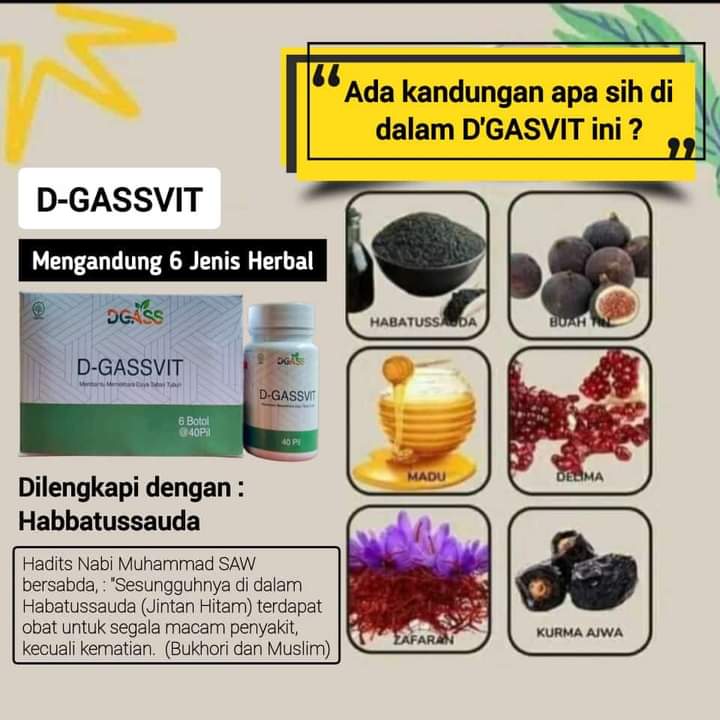 “Ada kandungan apa sih di
dalam D'GASVIT ini ?”
D-GASSVIT
Mengandung 6 Jenis Herbal
DGASS
D-GASSVIT
Membantu Memelihara Daya Tahan Tubuh
6 Botol
@40Pil
DGASS
D-GASSVIT
40 Pil
HABATUSSAUDA
BUAH TIN
MADU
DELIMA
ZAFARAN
KURMA AJWA
Dilengkapi dengan :
Habbatussauda
Hadits Nabi Muhammad SAW
bersabda, : "Sesungguhnya di dalam
Habatussauda (Jintan Hitam) terdapat
obat untuk segala macam penyakit,
kecuali kematian. (Bukhori dan Muslim)